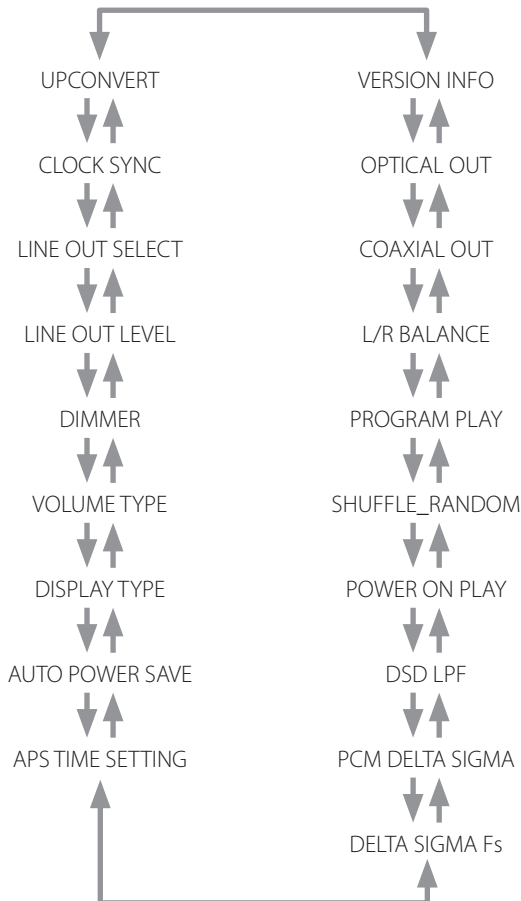 UPCONVERT
CLOCK SYNC
LINE OUT SELECT
LINE OUT LEVEL
DIMMER
VOLUME TYPE
DISPLAY TYPE
AUTO POWER SAVE
APS TIME SETTING
VERSION INFO
OPTICAL OUT
COAXIAL OUT
L/R BALANCE
PROGRAM PLAY
SHUFFLE_RANDOM
POWER ON PLAY
DSD LPF
PCM DELTA SIGMA
DELTA SIGMA Fs